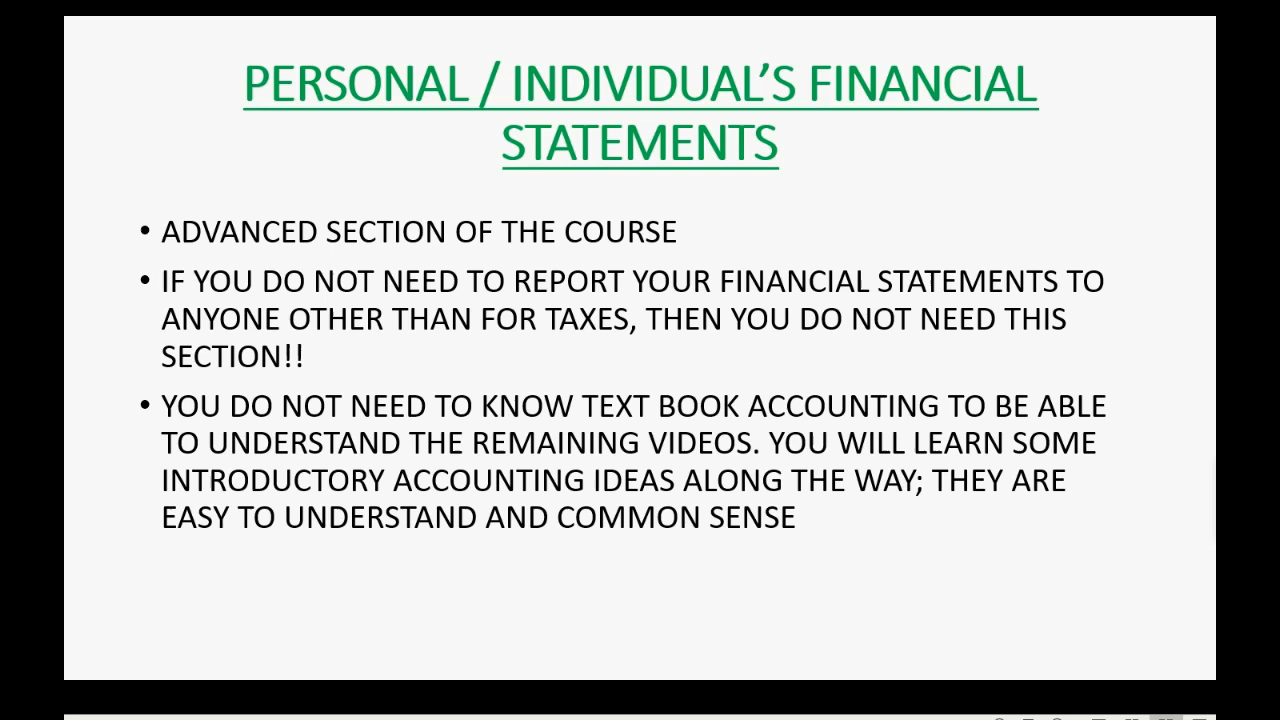 PERSONAL / INDIVIDUAL’S FINANCIAL
STATEMENTS
• ADVANCED SECTION OF THE COURSE
• IF YOU DO NOT NEED TO REPORT YOUR FINANCIAL STATEMENTS TO
ANYONE OTHER THAN FOR TAXES, THEN YOU DO NOT NEED THIS
SECTION!!
• YOU DO NOT NEED TO KNOW TEXT BOOK ACCOUNTING TO BE ABLE
TO UNDERSTAND THE REMAINING VIDEOS. YOU WILL LEARN SOME
INTRODUCTORY ACCOUNTING IDEAS ALONG THE WAY; THEY ARE
EASY TO UNDERSTAND AND COMMON SENSE